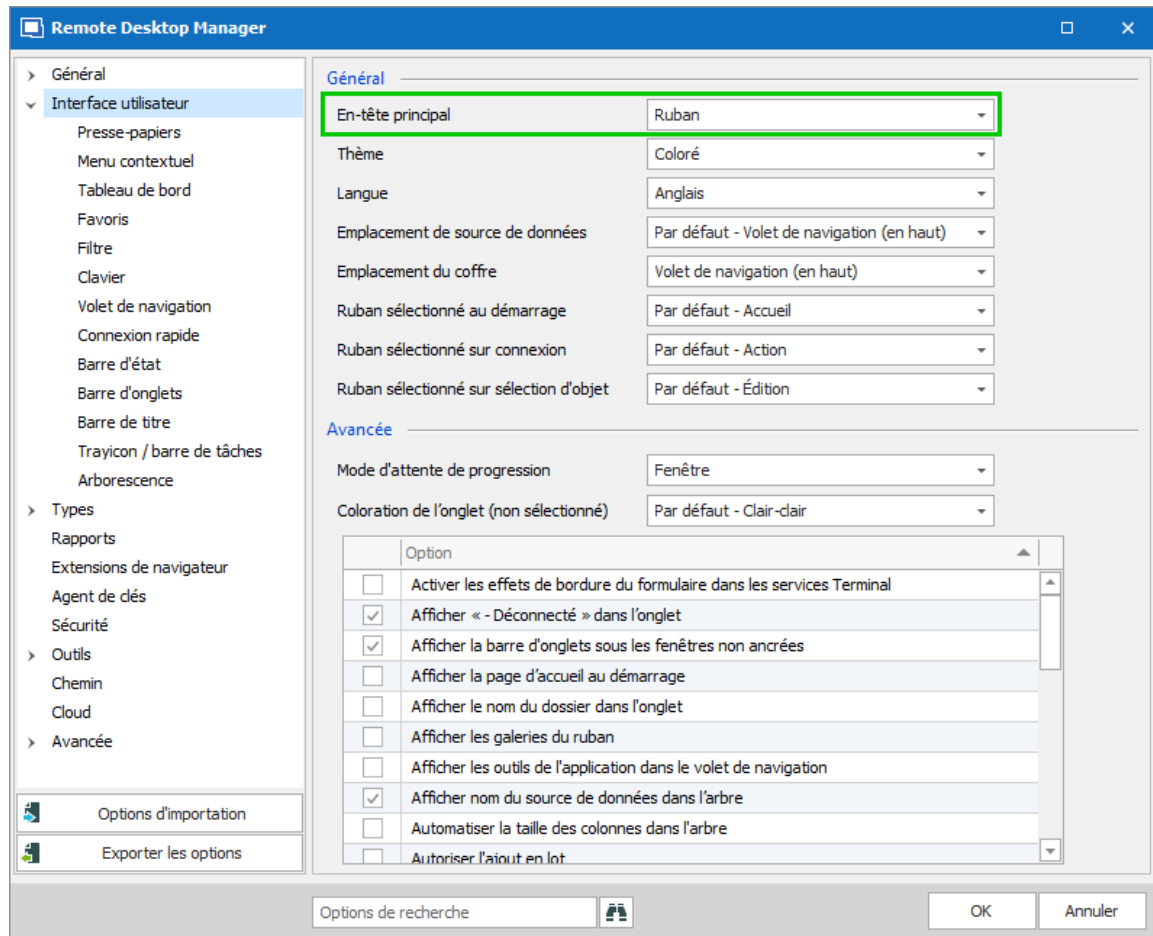 Remote Desktop Manager
Général
Interface utilisateur
Presse-papiers
Menu contextuel
Tableau de bord
Favoris
Filtre
Clavier
Volet de navigation
Connexion rapide
Barre d'état
Barre d'onglets
Barre de titre
Trayicon / barre de tâches
Arborescence
Types
Rapports
Extensions de navigateur
Agent de clés
Sécurité
Outils
Chemin
Cloud
Avancée
Options d'importation
Exporter les options
Général
En-tête principal Ruban
Thème Coloré
Langue Anglais
Emplacement de source de données Par défaut - Volet de navigation (en haut)
Emplacement du coffre Volet de navigation (en haut)
Ruban sélectionné au démarrage Par défaut - Accueil
Ruban sélectionné sur connexion Par défaut - Action
Ruban sélectionné sur sélection d'objet Par défaut - Édition
Avancée
Mode d'attente de progression Fenêtre
Coloration de l’onglet (non sélectionné) Par défaut - Clair-clair
Option
Activer les effets de bordure du formulaire dans les services Terminal
Afficher « - Déconnecté » dans l’onglet
Afficher la barre d'onglets sous les fenêtres non ancrées
Afficher la page d’accueil au démarrage
Afficher le nom du dossier dans l'onglet
Afficher les galeries du ruban
Afficher les outils de l'application dans le volet de navigation
Afficher nom du source de données dans l’arbre
Automatiser la taille des colonnes dans l'arbre
Autoriser l'ajout en lot
Options de recherche
OK
Annuler